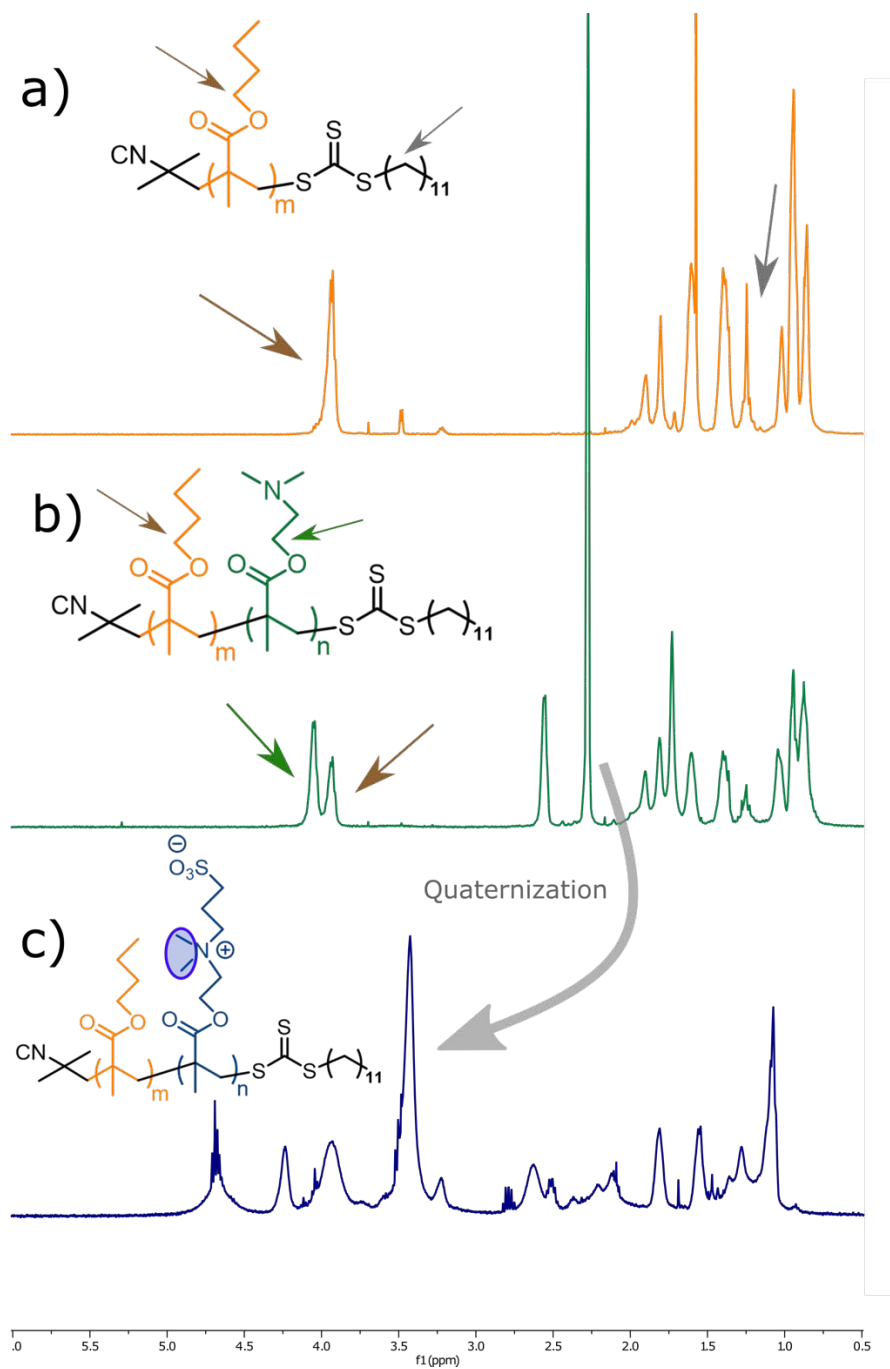 a)
O
O
CN
m
S
S
S
11
b)
N
O
O
O
O
CN
m
n
S
S
S
11
Quaternization
⊖
O₃S
c)
N ⊕
O
O
O
O
CN
m
n
S
S
S
11
.0 5.5 5.0 4.5 4.0 3.5 3.0 2.5 2.0 1.5 1.0 0.5
f1(ppm)